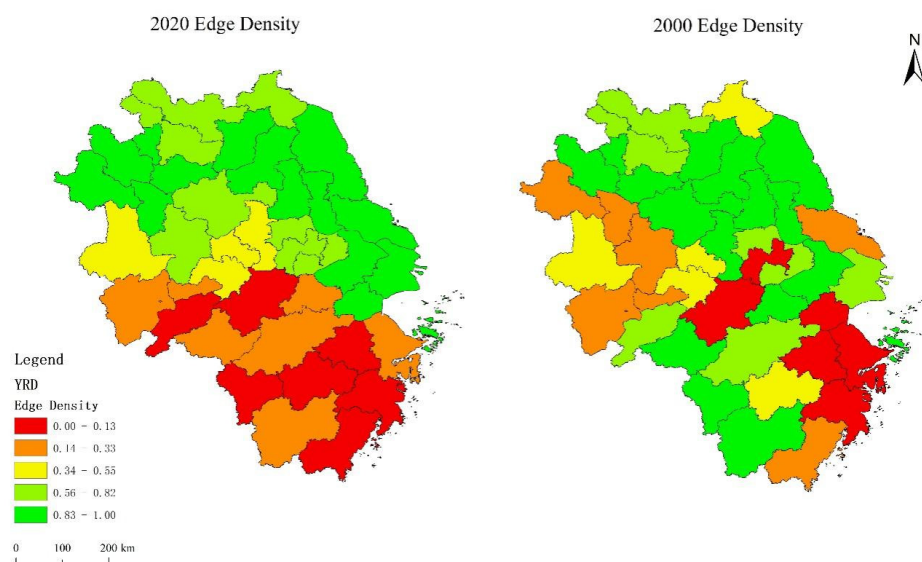 2020 Edge Density
2000 Edge Density
N
Legend
YRD
Edge Density
0.00 - 0.13
0.14 - 0.33
0.34 - 0.55
0.56 - 0.82
0.83 - 1.00
0 100 200 km